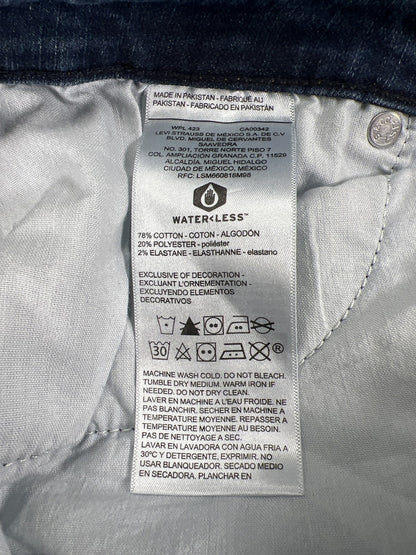 MADE IN PAKISTAN - FABRIQUE AU
PAKISTAN - FABRICADO EN PAKISTÁN
WPL 423 CA00342
LEVI STRAUSS DE MÉXICO S.A. DE C.V
BLVD. MIGUEL DE CERVANTES
SAAVEDRA
NO. 301, TORRE NORTE PISO 7
COL. AMPLIACIÓN GRANADA C.P. 11529
ALCALDÍA. MIGUEL HIDALGO
CIUDAD DE MÉXICO, MÉXICO
RFC: LSM660816M98
WATER<LESS™
78% COTTON - COTON - ALGODÓN
20% POLYESTER - poliéster
2% ELASTANE - ELASTHANNE - elastano
EXCLUSIVE OF DECORATION -
EXCLUANT L'ORNEMENTATION -
EXCLUYENDO ELEMENTOS
DECORATIVOS
30 ®
MACHINE WASH COLD. DO NOT BLEACH.
TUMBLE DRY MEDIUM. WARM IRON IF
NEEDED. DO NOT DRY CLEAN.
LAVER EN MACHINE A L'EAU FROIDE. NE
PAS BLANCHIR. SECHER EN MACHINE A
TEMPERATURE MOYENNE. REPASSER A
TEMPERATURE MOYENNE AU BESOIN.
PAS DE NETTOYAGE A SEC.
LAVAR EN LAVADORA CON AGUA FRIA A
30ºC Y DETERGENTE, EXPRIMIR. NO
USAR BLANQUEADOR. SECADO MEDIO
EN SECADORA. PLANCHAR EN